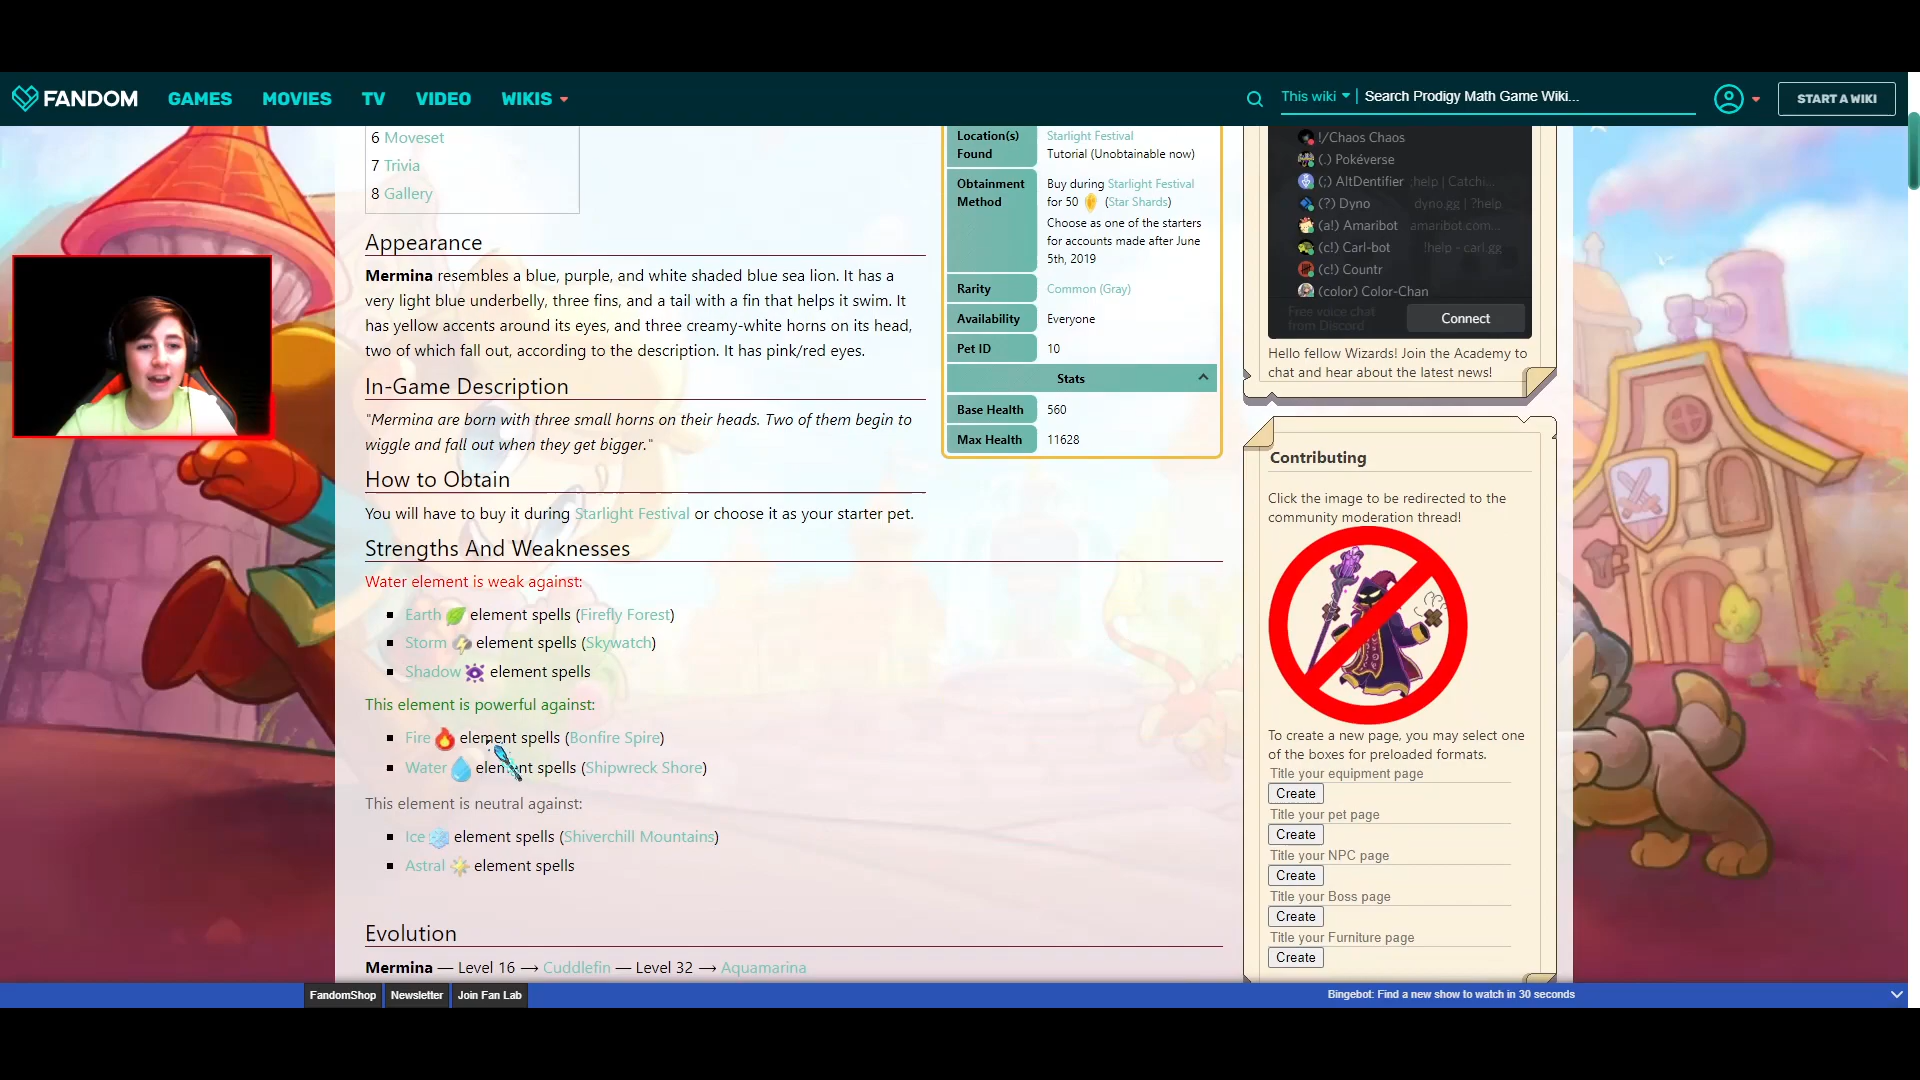 FANDOM
GAMES
MOVIES
TV
VIDEO
WIKIS
This wiki
Search Prodigy Math Game Wiki...
START A WIKI
6 Moveset
7 Trivia
8 Gallery
Appearance
Mermina resembles a blue, purple, and white shaded blue sea lion. It has a
very light blue underbelly, three fins, and a tail with a fin that helps it swim. It
has yellow accents around its eyes, and three creamy-white horns on its head,
two of which fall out, according to the description. It has pink/red eyes.
In-Game Description
"Mermina are born with three small horns on their heads. Two of them begin to
wiggle and fall out when they get bigger."
How to Obtain
You will have to buy it during Starlight Festival or choose it as your starter pet.
Strengths And Weaknesses
Water element is weak against:
Earth element spells (Firefly Forest)
Storm element spells (Skywatch)
Shadow element spells
This element is powerful against:
Fire element spells (Bonfire Spire)
Water element spells (Shipwreck Shore)
This element is neutral against:
Ice element spells (Shiverchill Mountains)
Astral element spells
Evolution
Mermina — Level 16 → Cuddlefin — Level 32 → Aquamarina
Location(s)
Found
Starlight Festival
Tutorial (Unobtainable now)
Obtainment
Method
Buy during Starlight Festival
for 50 (Star Shards)
Choose as one of the starters
for accounts made after June
5th, 2019
Rarity
Common (Gray)
Availability
Everyone
Pet ID
10
Stats
Base Health
560
Max Health
11628
!/Chaos Chaos
(.) Pokéverse
(;) AltDentifier ;help | Catchi...
(?) Dyno dyno.gg | ?help
(a!) Amaribot amaribot.com...
(c!) Carl-bot !help - carl.gg
(c!) Countr
(color) Color-Chan
Free voice chat
from Discord
Connect
Hello fellow Wizards! Join the Academy to
chat and hear about the latest news!
Contributing
Click the image to be redirected to the
community moderation thread!
To create a new page, you may select one
of the boxes for preloaded formats.
Title your equipment page
Create
Title your pet page
Create
Title your NPC page
Create
Title your Boss page
Create
Title your Furniture page
Create
FandomShop
Newsletter
Join Fan Lab
Bingebot: Find a new show to watch in 30 seconds